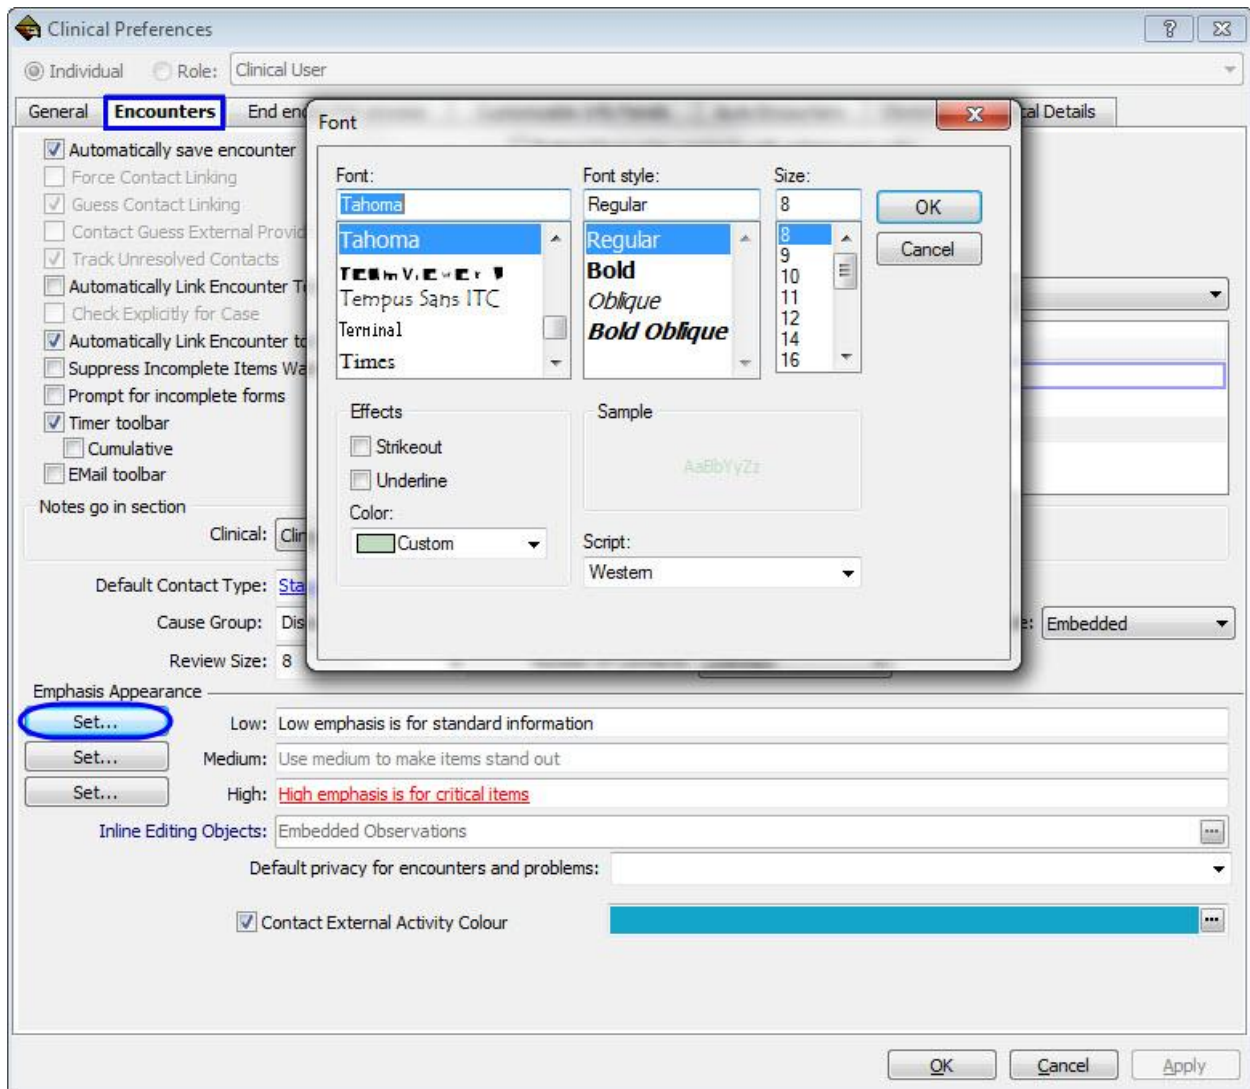 Clinical Preferences
Individual Role: Clinical User
General Encounters End en cal Details
Automatically save encounter
Force Contact Linking
Guess Contact Linking
Contact Guess External Provid
Track Unresolved Contacts
Automatically Link Encounter T
Check Explicitly for Case
Automatically Link Encounter to
Suppress Incomplete Items Wa
Prompt for incomplete forms
Timer toolbar
Cumulative
EMail toolbar
Notes go in section
Clinical: Clin
Default Contact Type: Sta
Cause Group: Dis
Review Size: 8
e: Embedded
Font
Font: Font style: Size:
Tahoma Regular 8
OK
Cancel
Tahoma Regular 8
Bold 9
Tempus Sans ITC Oblique 10
Terminal Bold Oblique 11
Times 12
14
16
Effects Sample
Strikeout
Underline AaBbYyZz
Color:
Custom
Script:
Western
Emphasis Appearance
Set... Low: Low emphasis is for standard information
Set... Medium: Use medium to make items stand out
Set... High: High emphasis is for critical items
Inline Editing Objects: Embedded Observations
Default privacy for encounters and problems:
Contact External Activity Colour
OK Cancel Apply